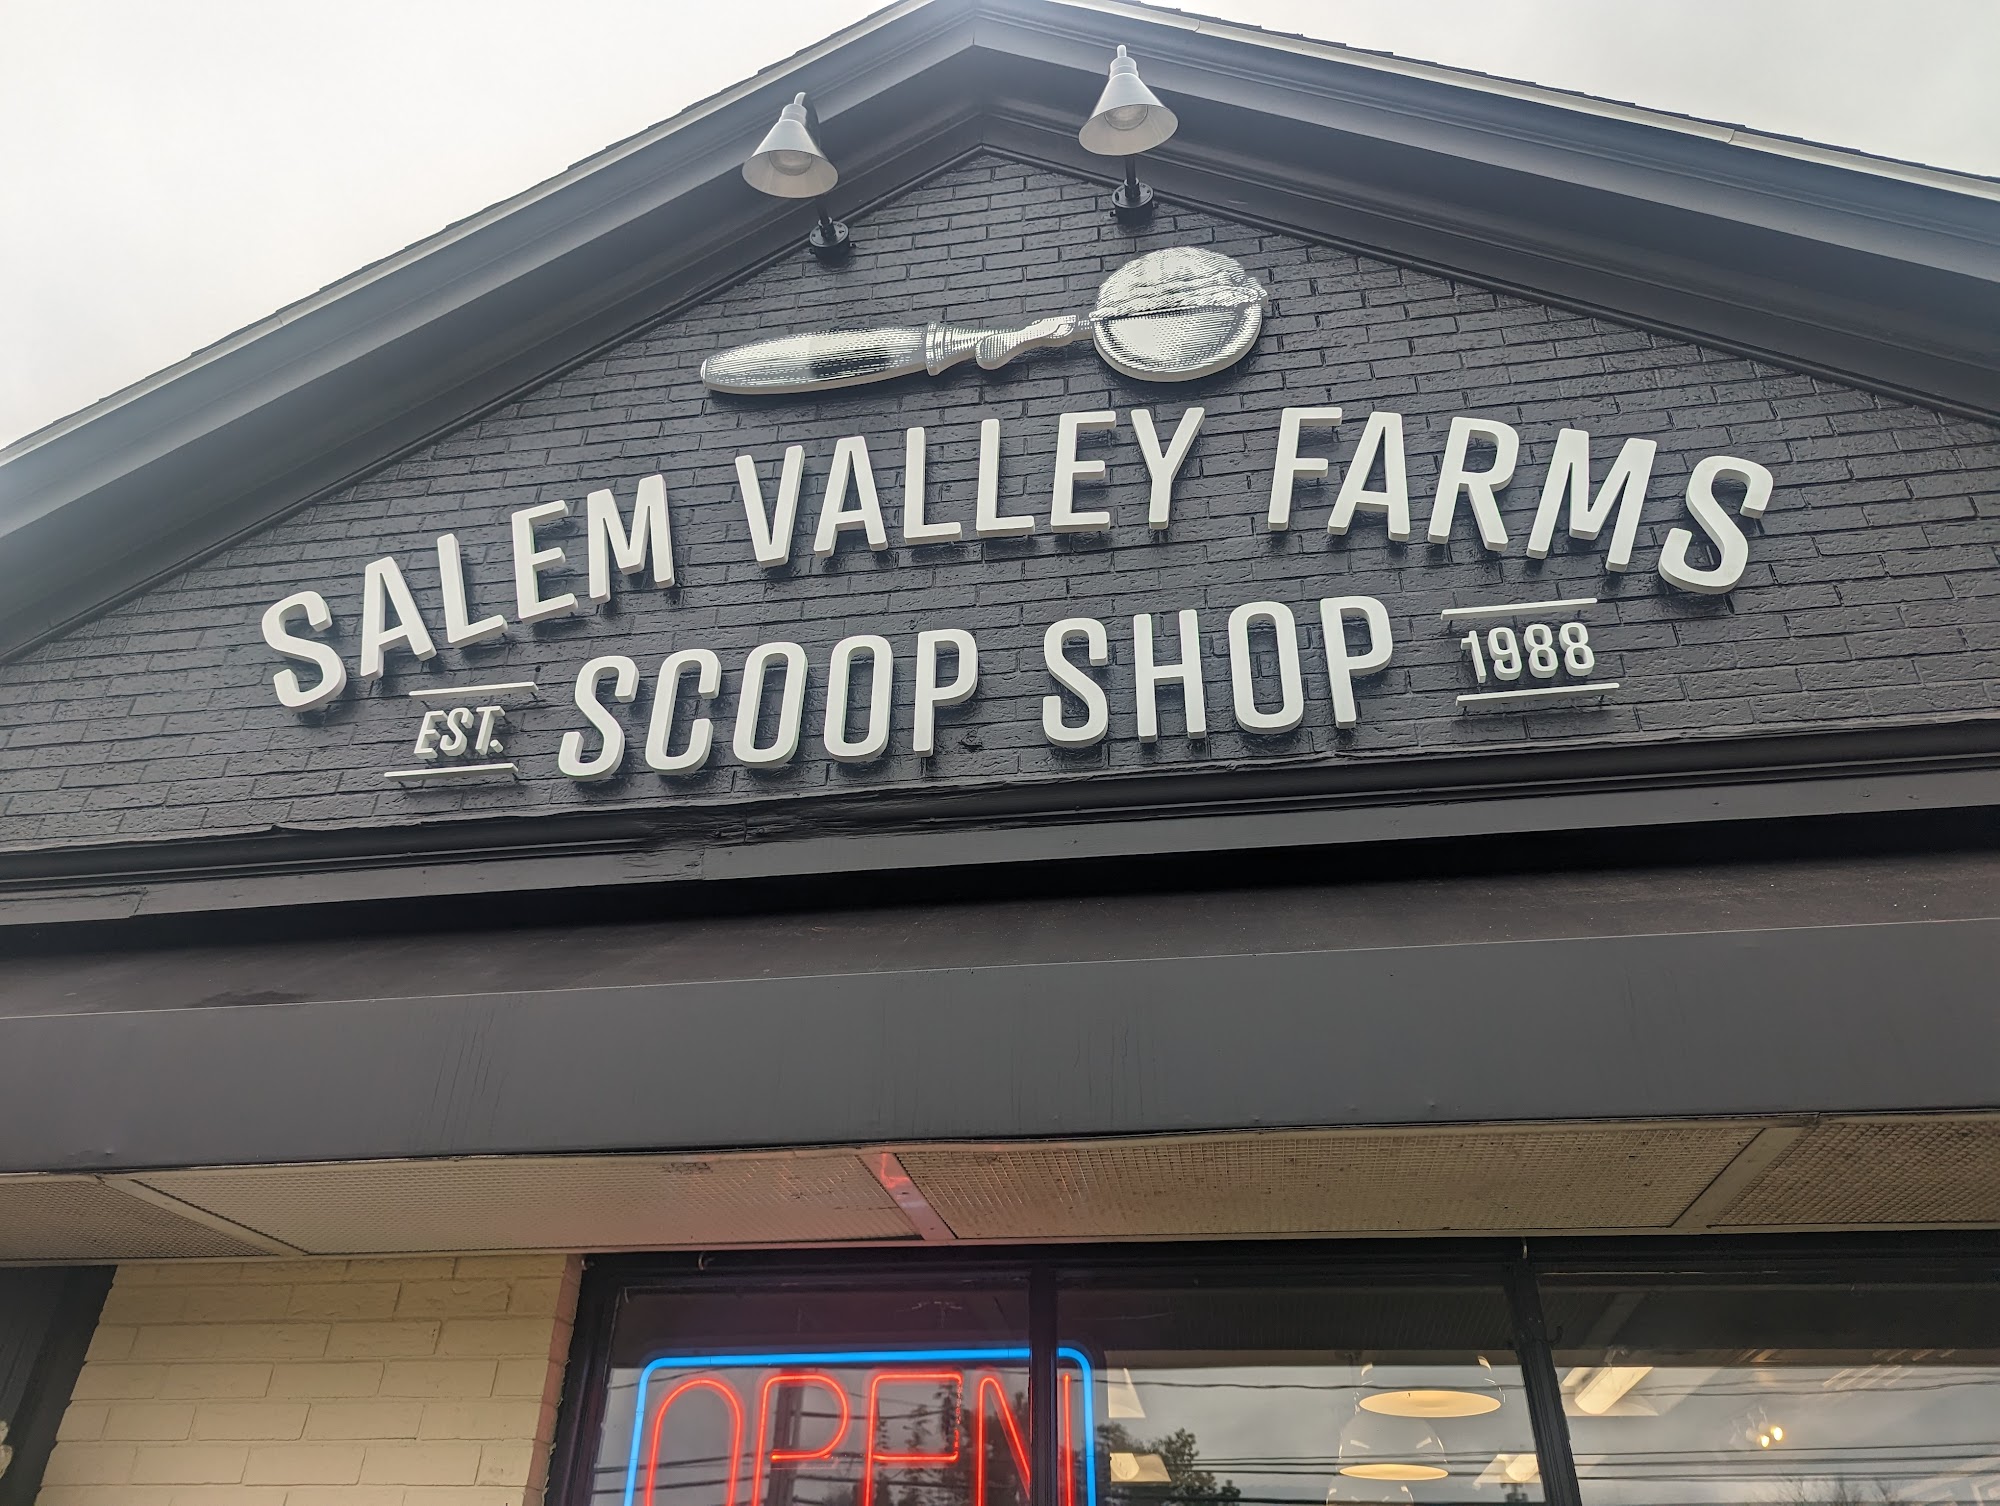 SALEM VALLEY FARMS
EST. SCOOP SHOP 1988
OPEN